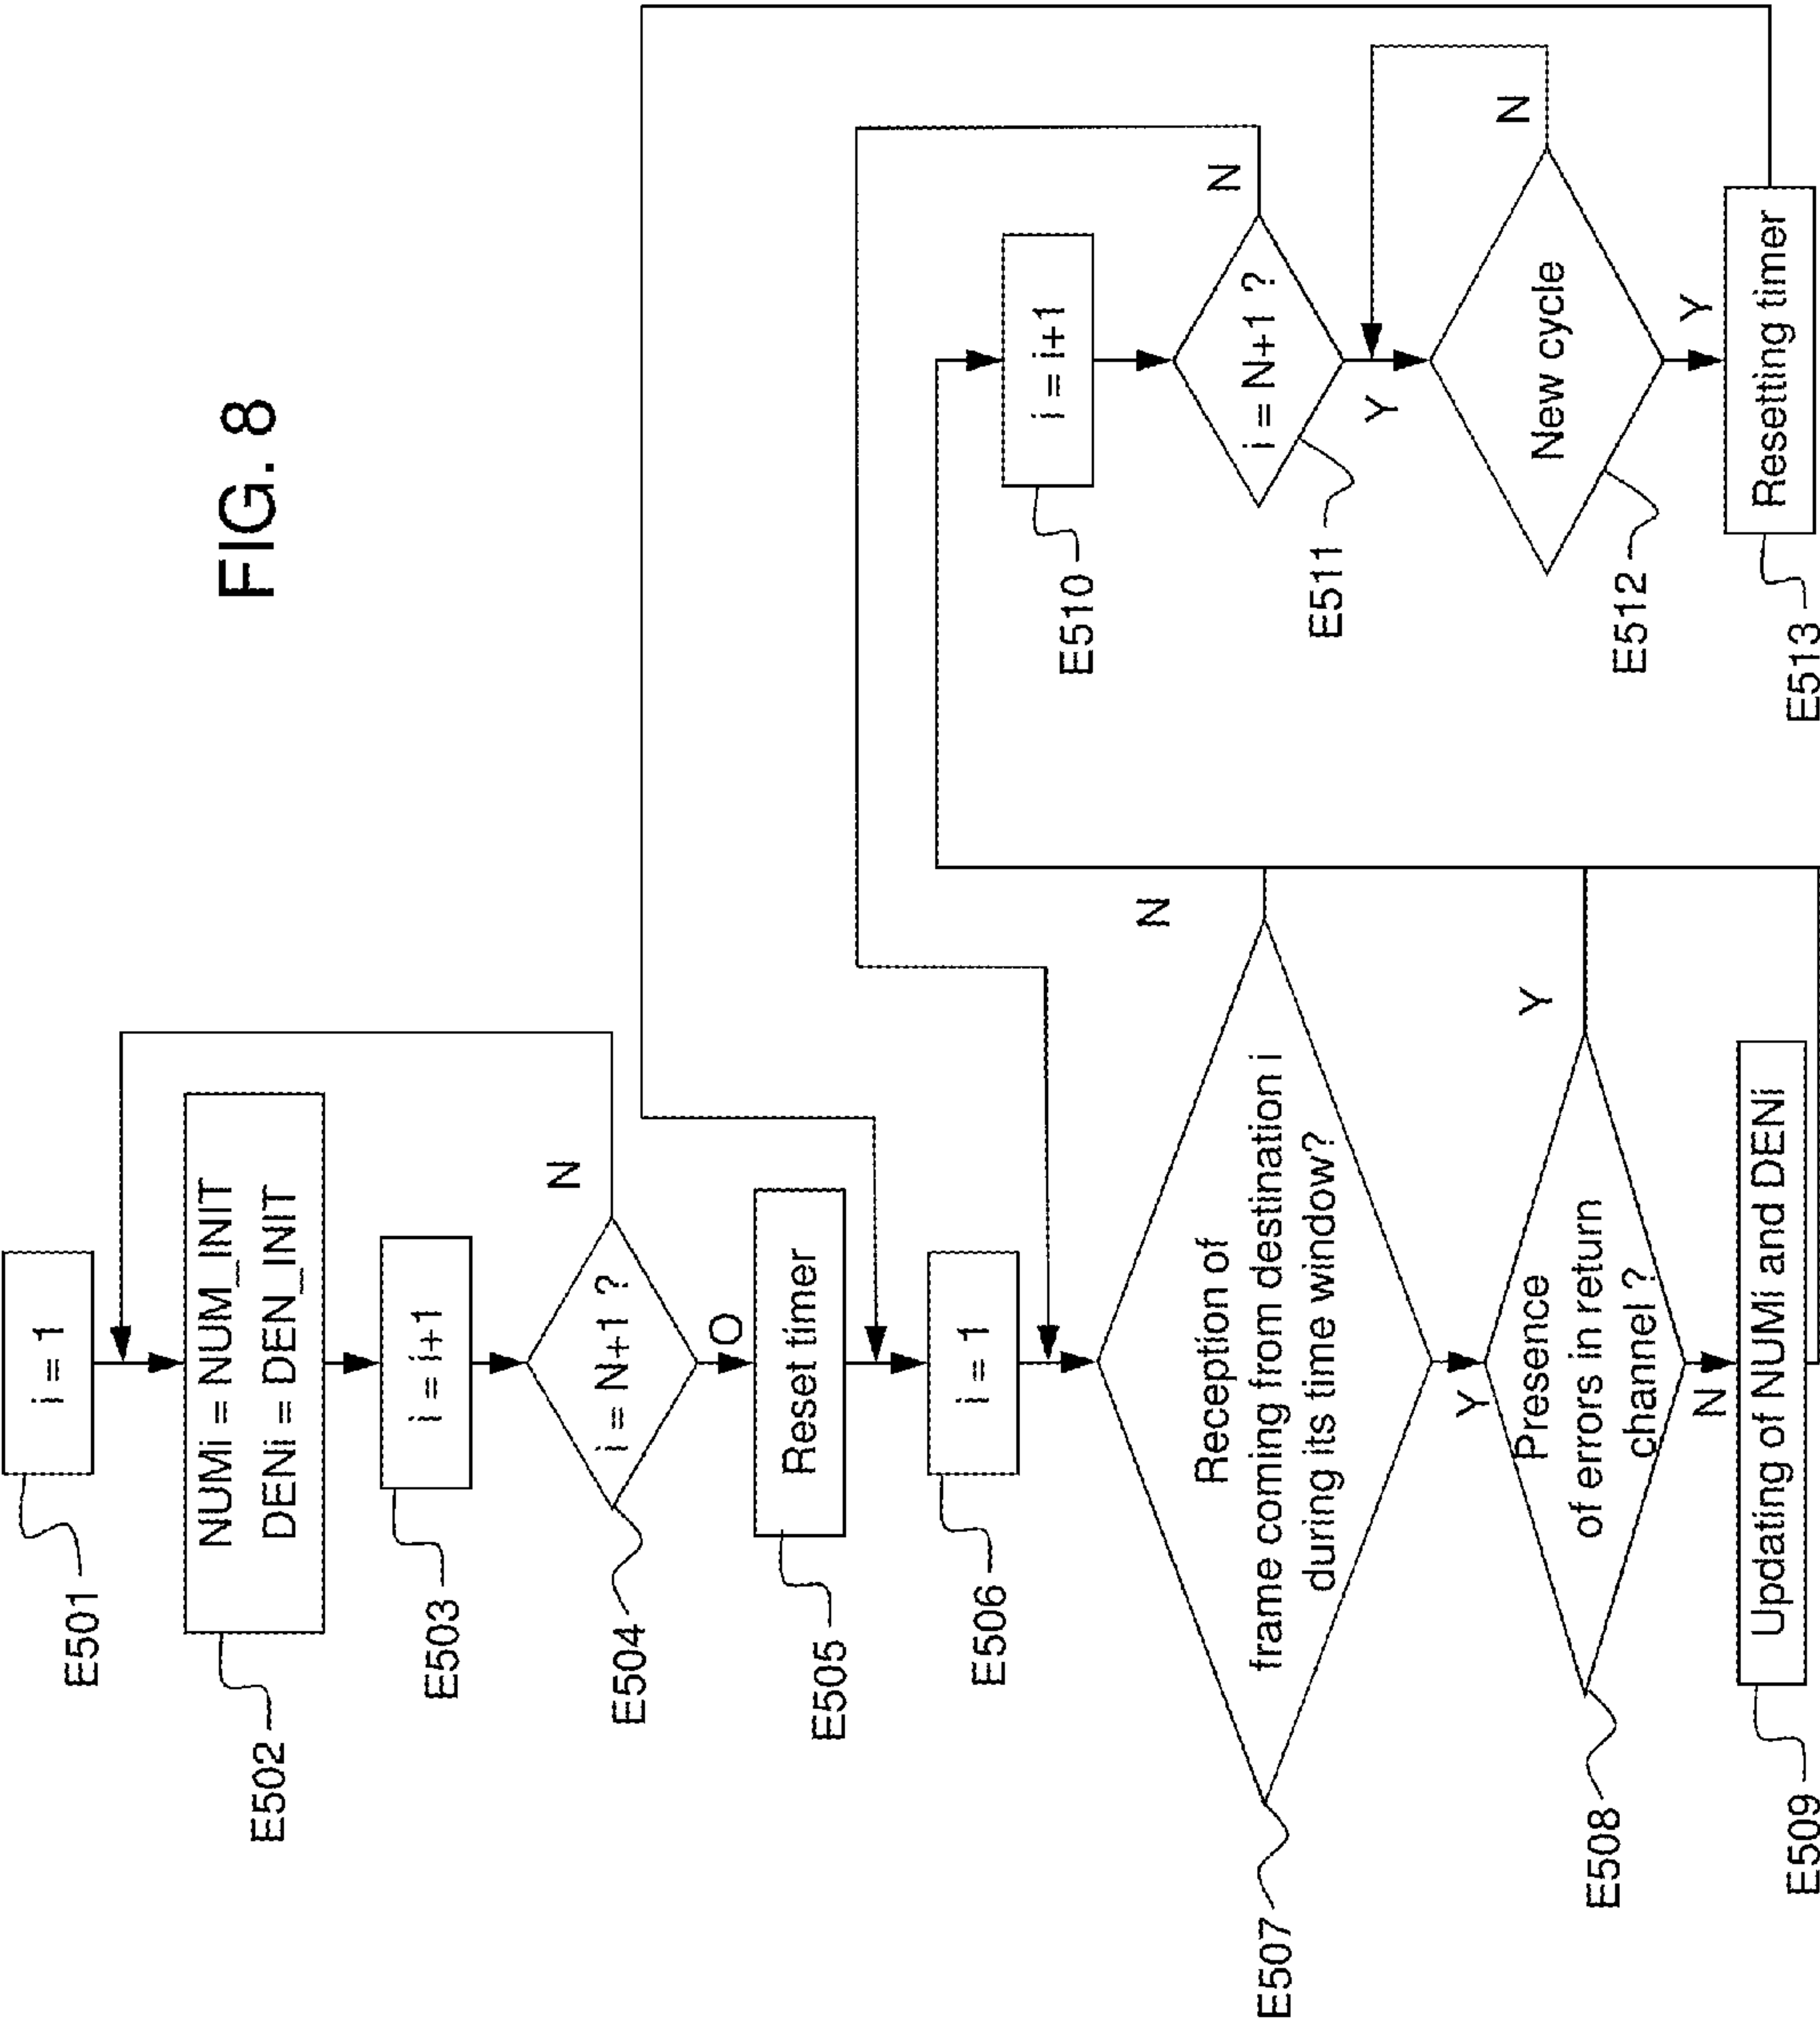 FIG. 8
i = 1
E501
NUMi = NUM_INIT
DENi = DEN_INIT
E502
i = i+1
E503
i = N+1 ?
N
E504
O
Reset timer
E505
i = 1
E506
Reception of
frame coming from destination i
during its time window?
N
E507
Y
Presence
of errors in return
channel ?
Y
E508
N
Updating of NUMi and DENi
E509
i = i+1
E510
i = N+1 ?
N
E511
Y
New cycle
N
E512
Y
Resetting timer
E513